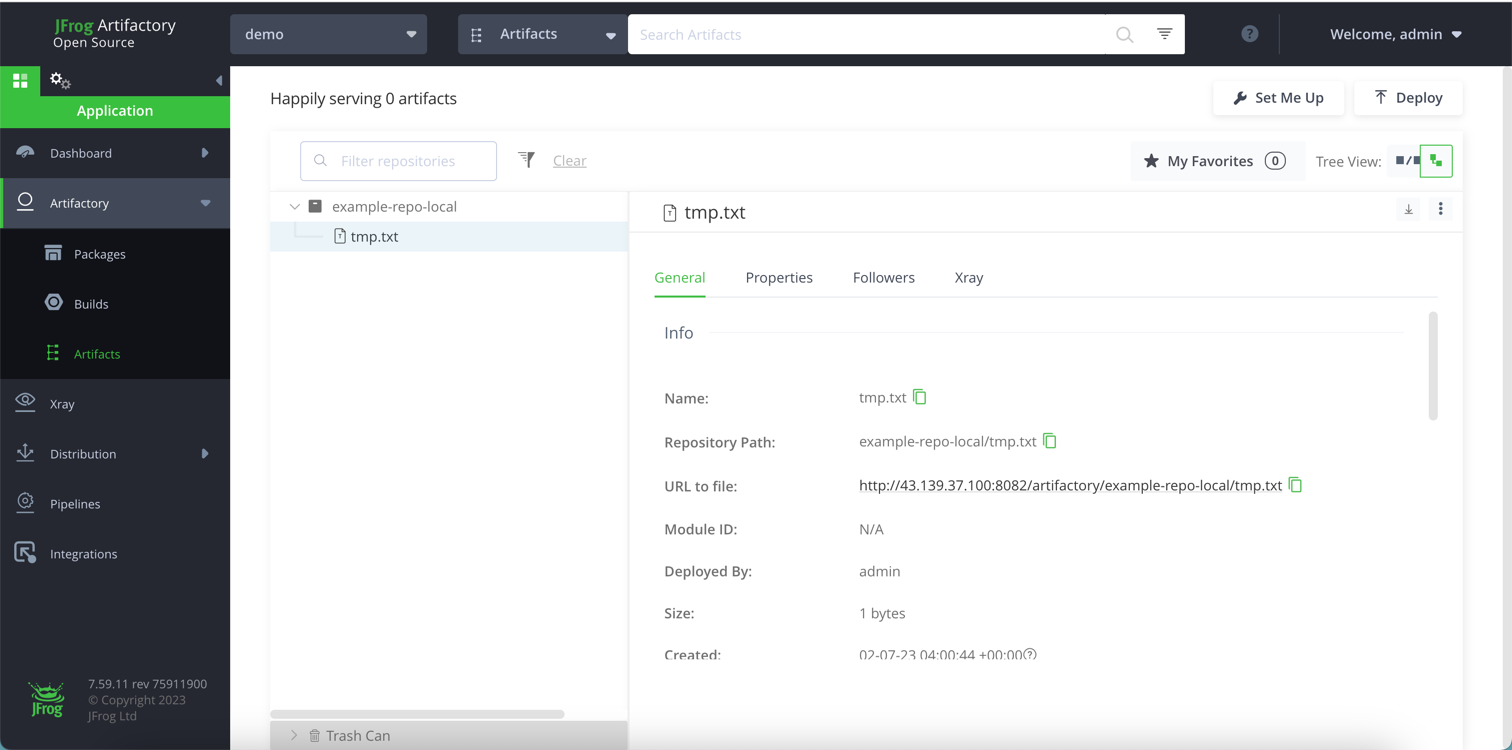 JFrog Artifactory
Open Source
demo
Artifacts
Search Artifacts
?
Welcome, admin
Application
Dashboard
Artifactory
Packages
Builds
Artifacts
Xray
Distribution
Pipelines
Integrations
JFrog
7.59.11 rev 75911900
© Copyright 2023
JFrog Ltd
Happily serving 0 artifacts
Set Me Up
Deploy
Filter repositories
Clear
My Favorites 0
Tree View:
example-repo-local
tmp.txt
Trash Can
tmp.txt
General
Properties
Followers
Xray
Info
Name: tmp.txt
Repository Path: example-repo-local/tmp.txt
URL to file: http://43.139.37.100:8082/artifactory/example-repo-local/tmp.txt
Module ID: N/A
Deployed By: admin
Size: 1 bytes
Created: 02-07-23 04:00:44 +00:00